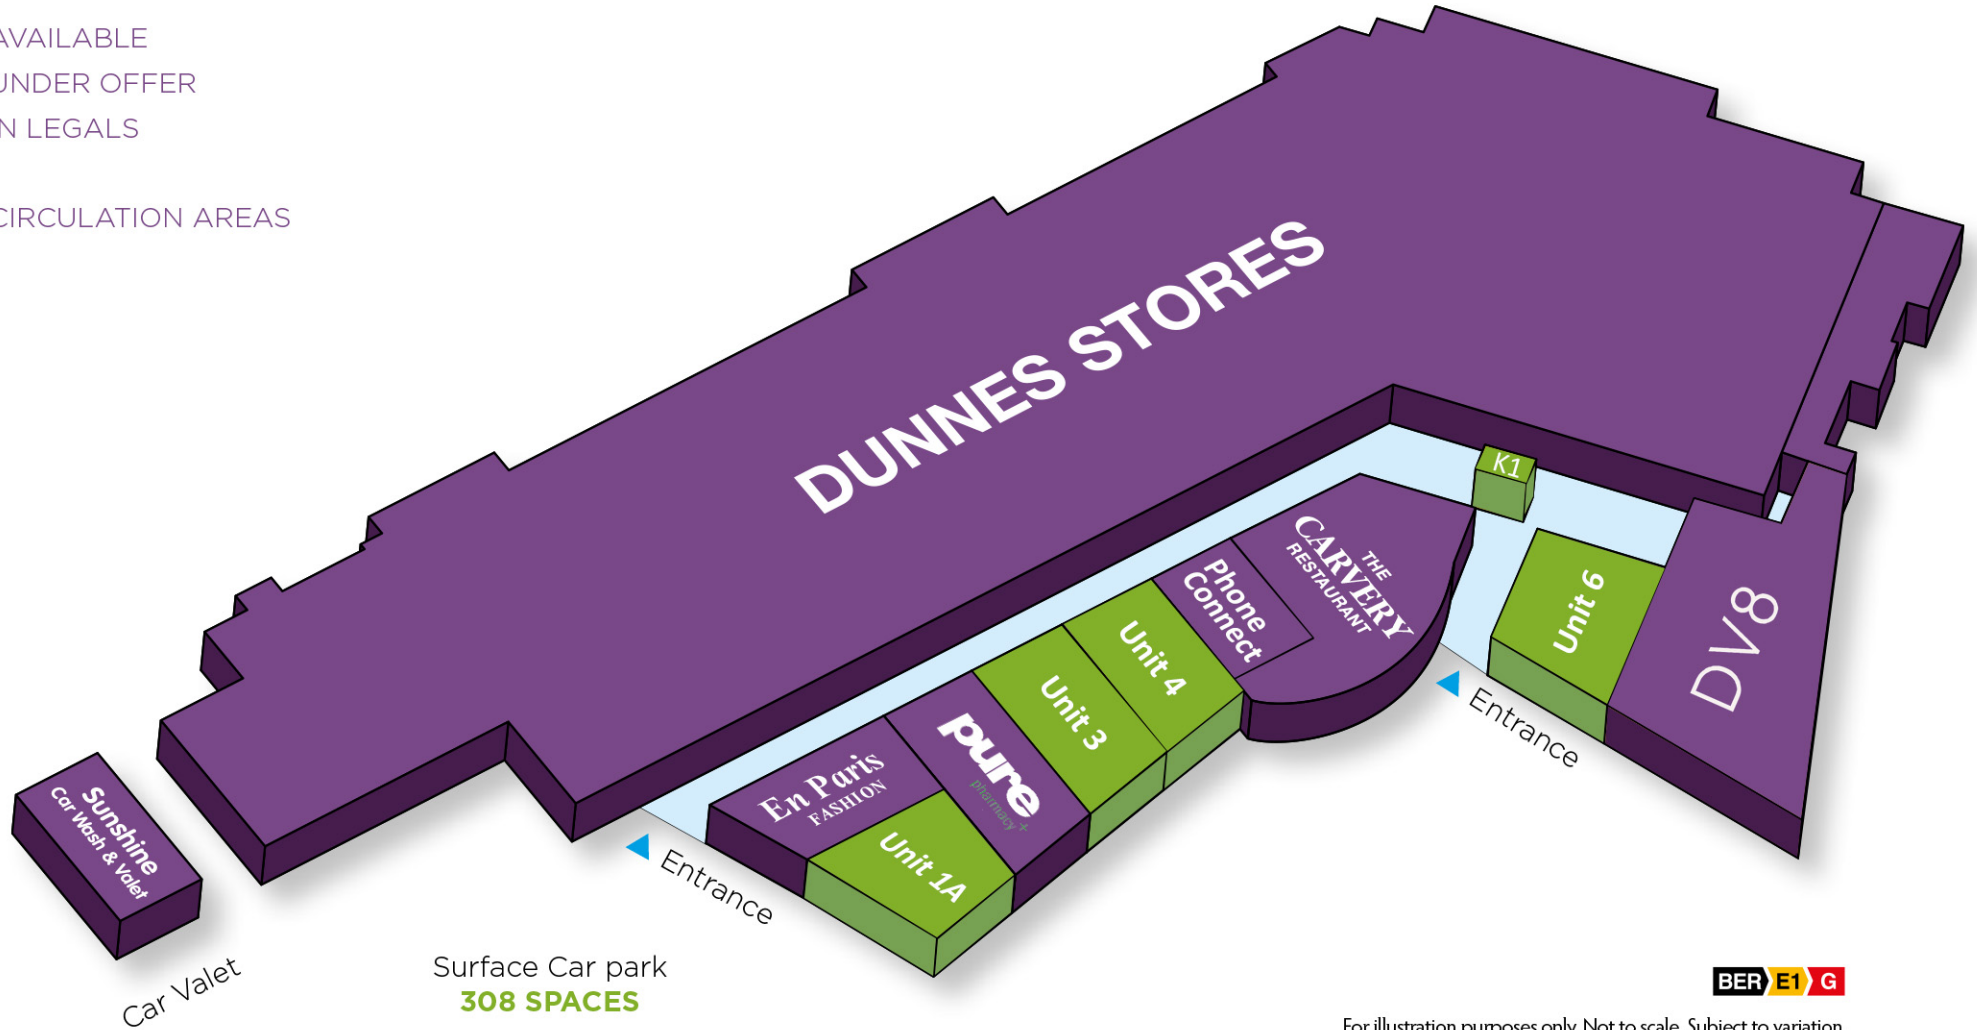 AVAILABLE
UNDER OFFER
IN LEGALS
CIRCULATION AREAS
DUNNES STORES
K1
THE
CARVERY
RESTAURANT
Phone
Connect
Unit 6
DV8
Unit 4
Unit 3
pure
pharmacy+
En Paris
FASHION
Unit 1A
Entrance
Entrance
Sunshine
Car Wash & Valet
Car Valet
Surface Car park
308 SPACES
BER E1 G
For illustration purposes only. Not to scale. Subject to variation